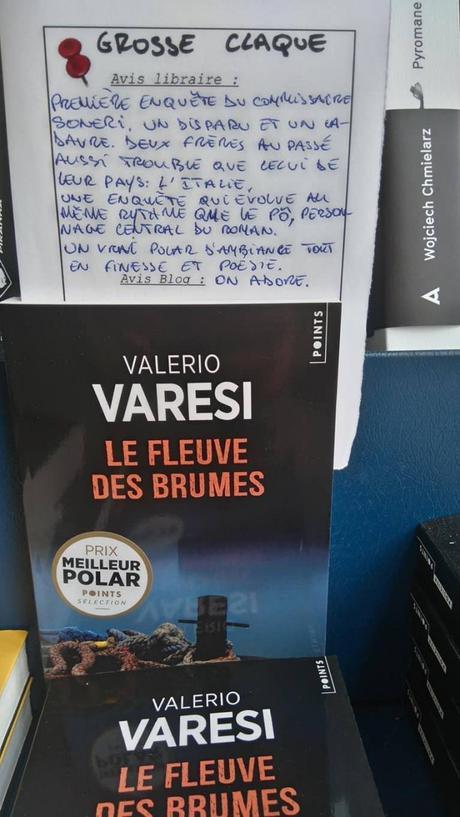 GROSSE CLAQUE
Avis libraire :
PREMIÈRE ENQUÊTE DU COMMISSAIRE
SONERI, UN DISPARU ET UN CA-
DAVRE. DEUX FRÈRES AU PASSÉ
AUSSI TROUBLE QUE CELUI DE
LEUR PAYS: L'ITALIE.
UNE ENQUÊTE QUI ÉVOLUE AU
MÊME RYTHME QUE LE PÔ, PERSON-
NAGE CENTRAL DU ROMAN.
UN VRAI POLAR D'AMBIANCE TOUT
EN FINESSE ET POÉSIE.
Avis Blog : ON ADORE.
Pyromane
Wojciech Chmielarz
A
POINTS
VALERIO
VARESI
LE FLEUVE
DES BRUMES
PRIX
MEILLEUR
POLAR
POINTS
SÉLECTION
VARESI
POINTS
VALERIO
VARESI
LE FLEUVE
DES BRUMES